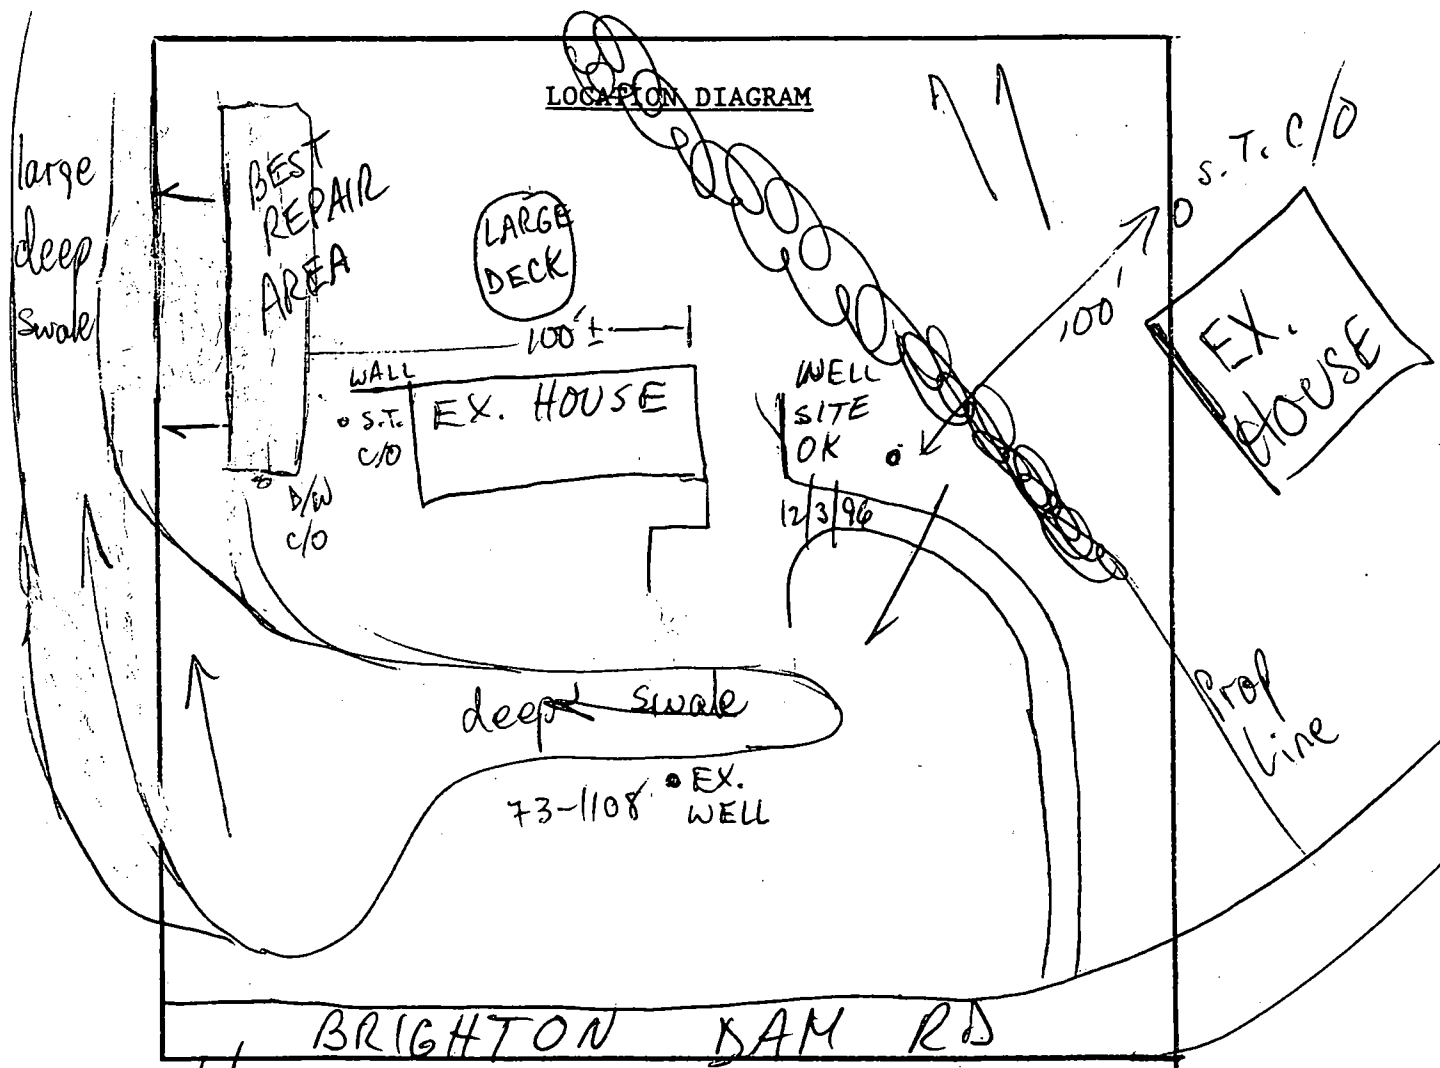 LOCATION DIAGRAM
large
deep
swale
BEST
REPAIR
AREA
LARGE
DECK
S.T. C/O
100'
EX.
HOUSE
100'±
WALL
S.T.
C/O
EX. HOUSE
WELL
SITE
OK
12/3/96
D/W
C/O
deep swale
Prop
Line
73-1108
EX.
WELL
BRIGHTON DAM RD